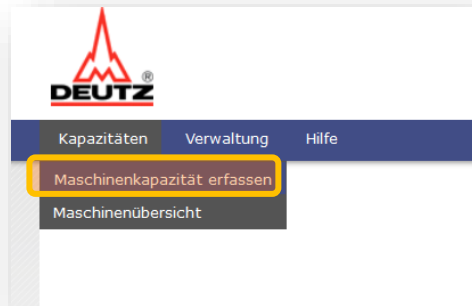 DEUTZ ®
Kapazitäten Verwaltung Hilfe
Maschinenkapazität erfassen
Maschinenübersicht